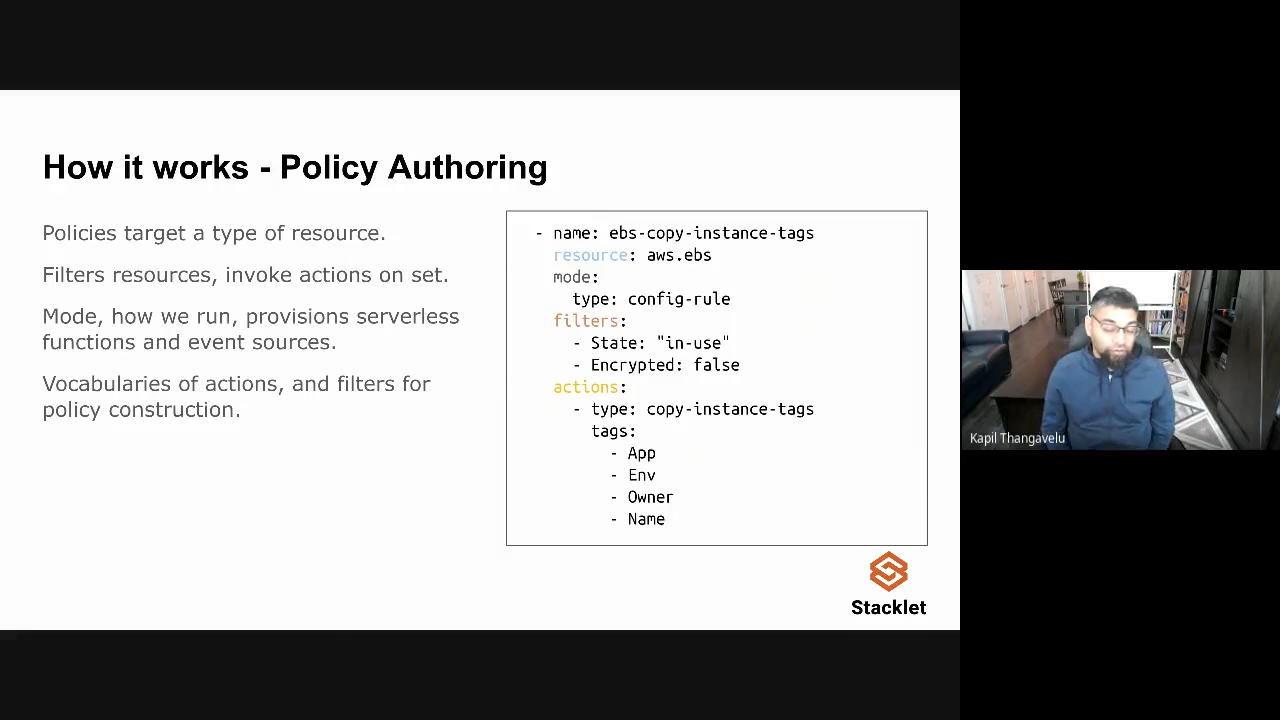 How it works - Policy Authoring
Policies target a type of resource.
Filters resources, invoke actions on set.
Mode, how we run, provisions serverless
functions and event sources.
Vocabularies of actions, and filters for
policy construction.
- name: ebs-copy-instance-tags
resource: aws.ebs
mode:
type: config-rule
filters:
- State: "in-use"
- Encrypted: false
actions:
- type: copy-instance-tags
tags:
- App
- Env
- Owner
- Name
Stacklet
Kapil Thangavelu